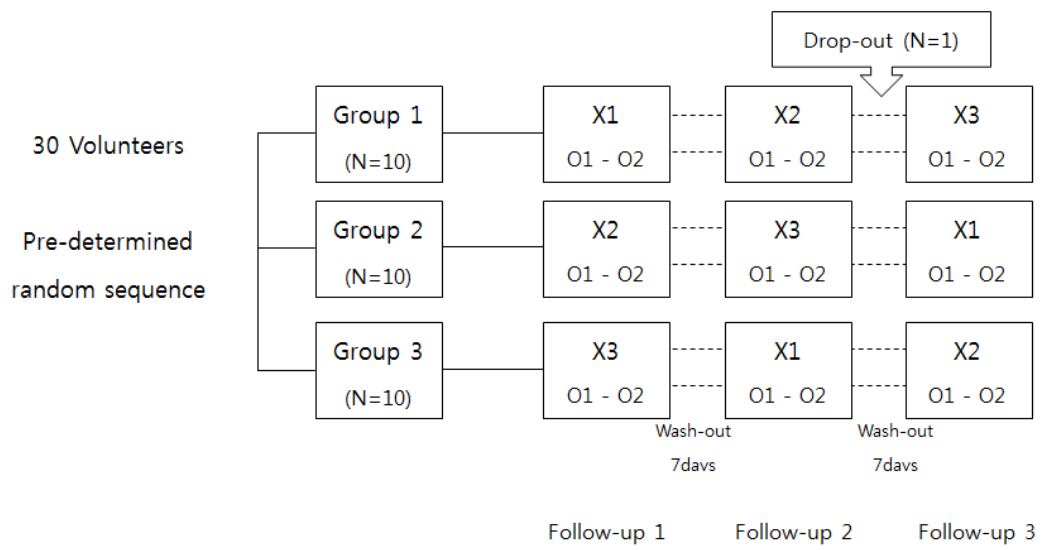 Drop-out (N=1)
30 Volunteers
Pre-determined
random sequence
Group 1
(N=10)
X1
O1 - O2
X2
O1 - O2
X3
O1 - O2
Group 2
(N=10)
X2
O1 - O2
X3
O1 - O2
X1
O1 - O2
Group 3
(N=10)
X3
O1 - O2
X1
O1 - O2
X2
O1 - O2
Wash-out
7days
Wash-out
7days
Follow-up 1
Follow-up 2
Follow-up 3